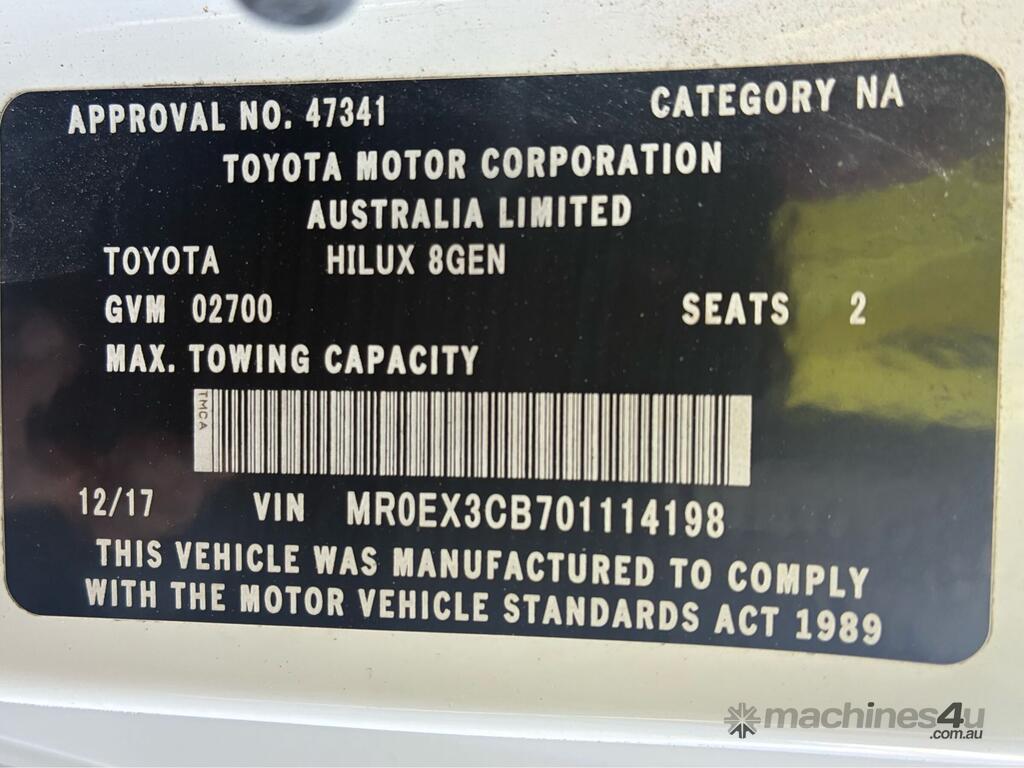 APPROVAL NO. 47341 CATEGORY NA
TOYOTA MOTOR CORPORATION
AUSTRALIA LIMITED
TOYOTA HILUX 8GEN
GVM 02700 SEATS 2
MAX. TOWING CAPACITY
TMCA
12/17 VIN MR0EX3CB701114198
THIS VEHICLE WAS MANUFACTURED TO COMPLY
WITH THE MOTOR VEHICLE STANDARDS ACT 1989
machines4u
.com.au